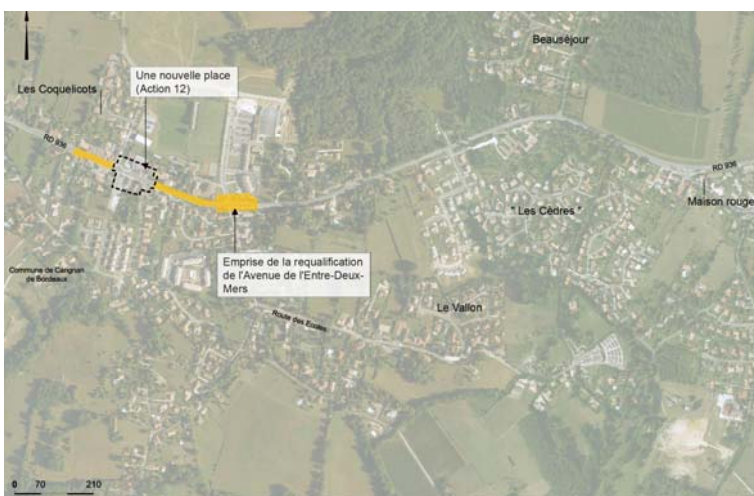 Beauséjour
Une nouvelle place
(Action 12)
Les Coquelicots
RD 936
RD 936
Maison rouge
" Les Cèdres "
Emprise de la requalification
de l'Avenue de l'Entre-Deux-
Mers
Commune de Carignan
de Bordeaux
Le Vallon
Route des Ecoles
0 70 210